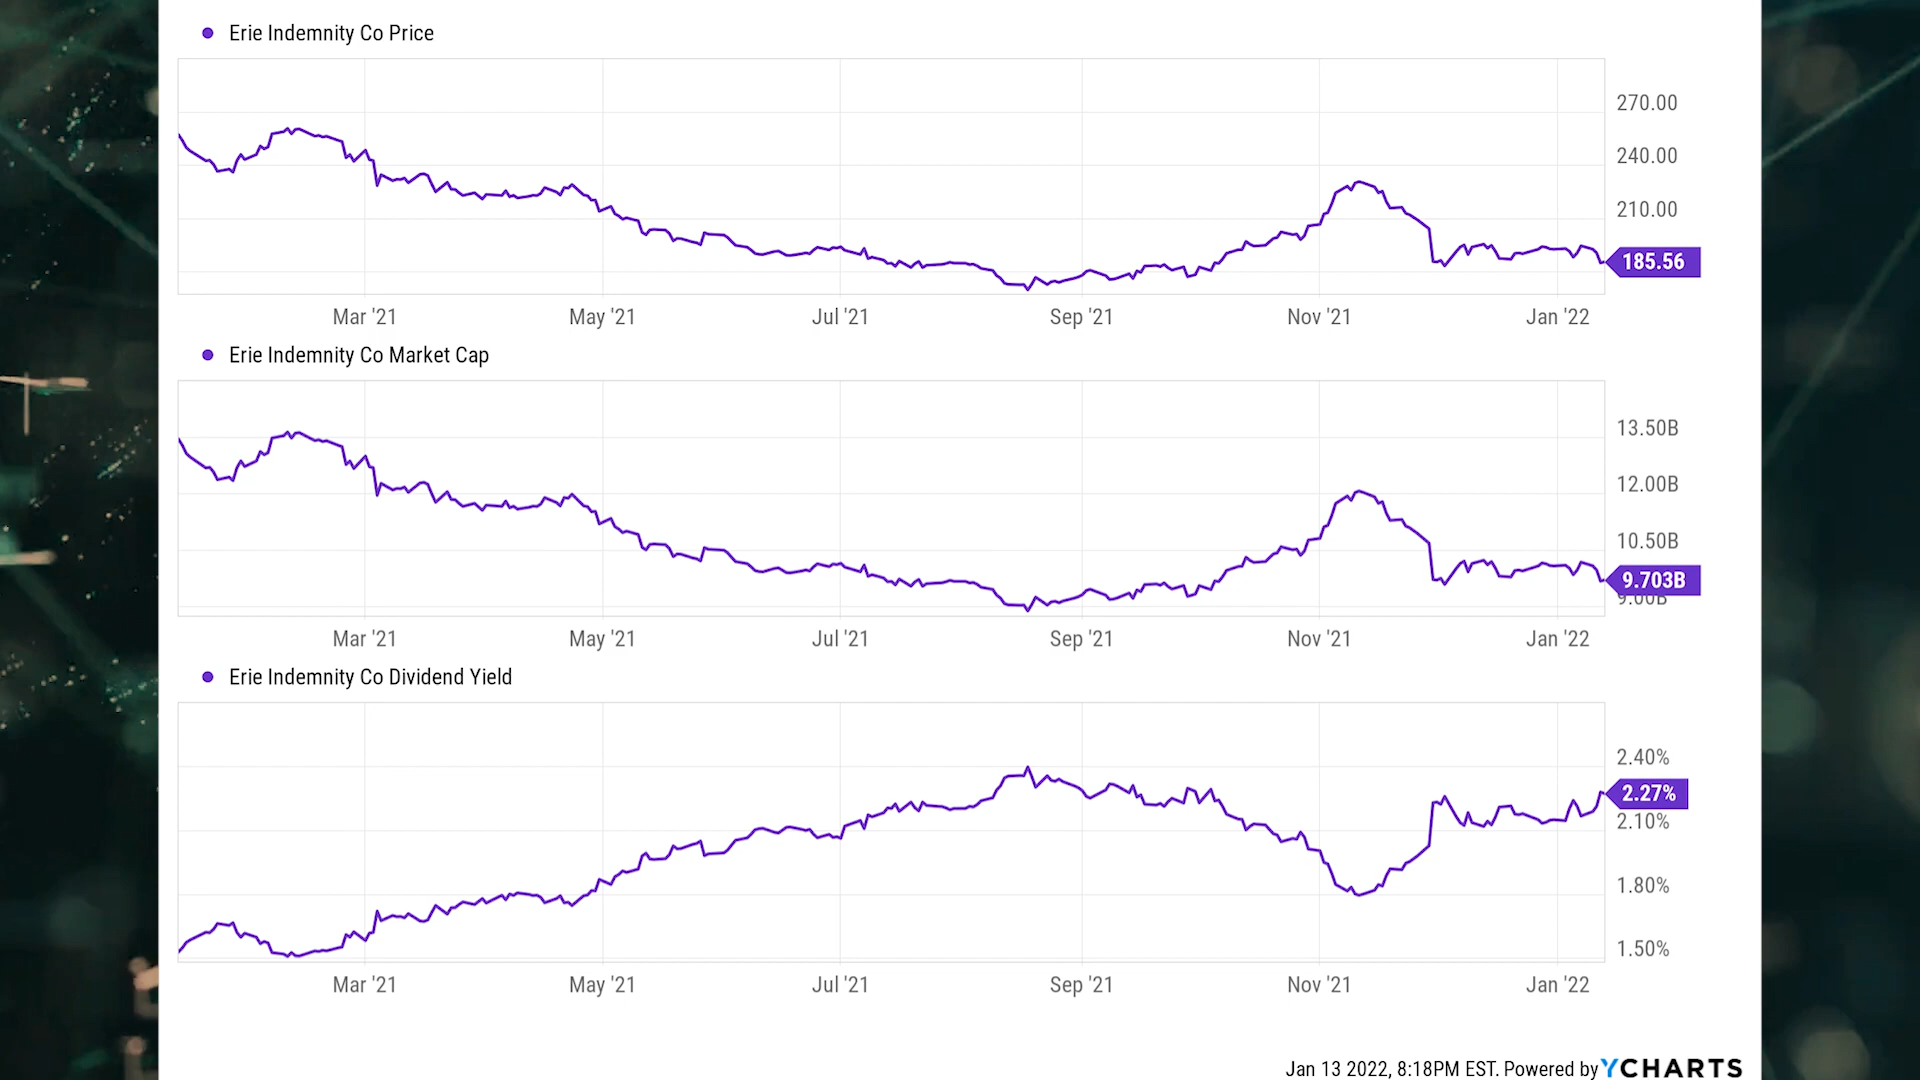 Erie Indemnity Co Price
270.00
240.00
210.00
185.56
Mar '21 May '21 Jul '21 Sep '21 Nov '21 Jan '22
Erie Indemnity Co Market Cap
13.50B
12.00B
10.50B
9.703B
9.00B
Mar '21 May '21 Jul '21 Sep '21 Nov '21 Jan '22
Erie Indemnity Co Dividend Yield
2.40%
2.27%
2.10%
1.80%
1.50%
Mar '21 May '21 Jul '21 Sep '21 Nov '21 Jan '22
Jan 13 2022, 8:18PM EST. Powered by YCHARTS